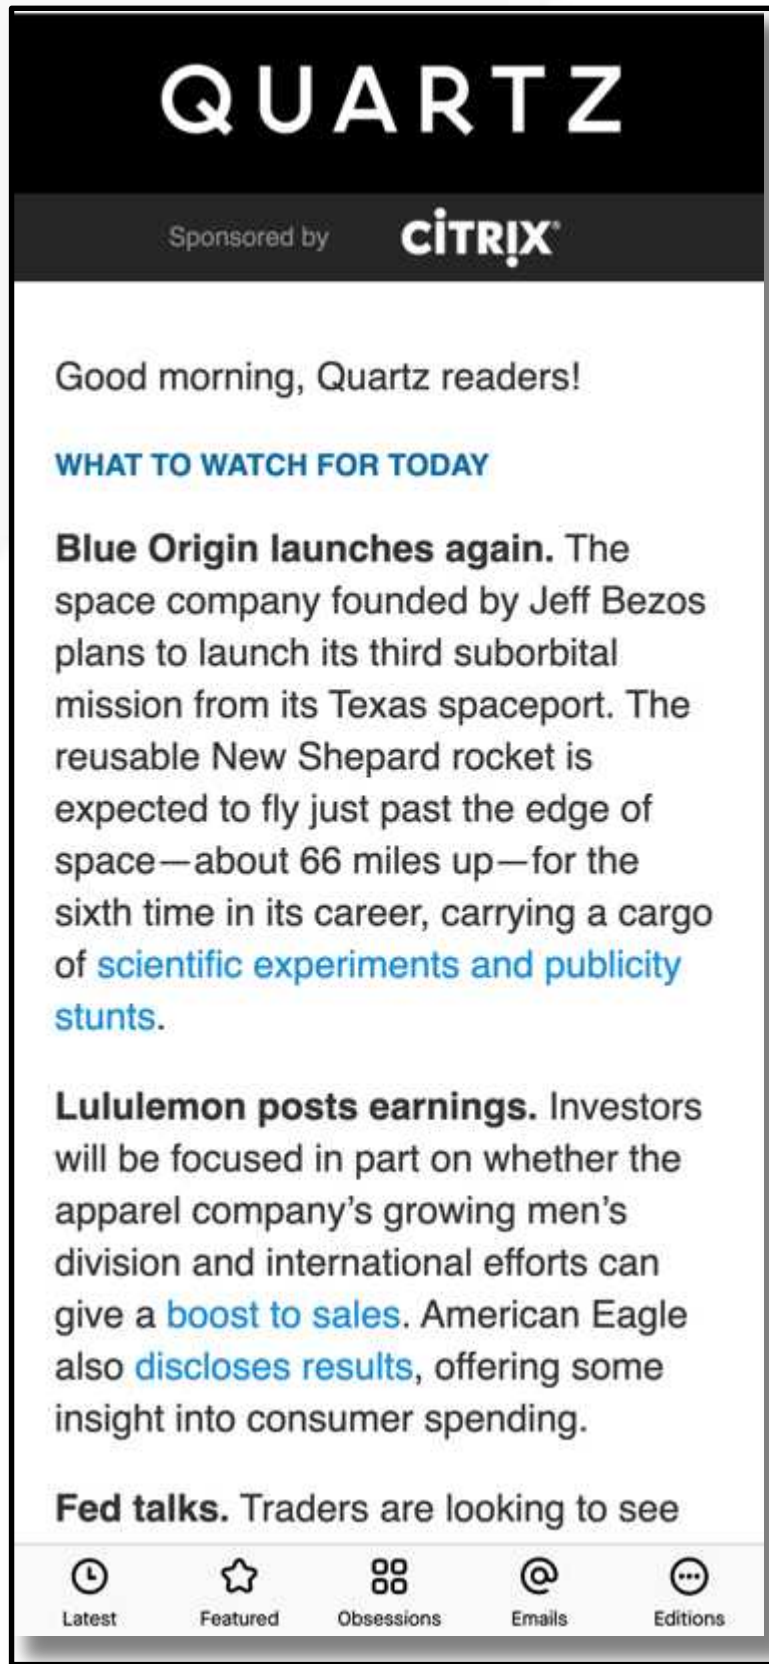 QUARTZ
Sponsored by CİTRIX®
Good morning, Quartz readers!
WHAT TO WATCH FOR TODAY
Blue Origin launches again. The
space company founded by Jeff Bezos
plans to launch its third suborbital
mission from its Texas spaceport. The
reusable New Shepard rocket is
expected to fly just past the edge of
space—about 66 miles up—for the
sixth time in its career, carrying a cargo
of scientific experiments and publicity
stunts.
Lululemon posts earnings. Investors
will be focused in part on whether the
apparel company’s growing men’s
division and international efforts can
give a boost to sales. American Eagle
also discloses results, offering some
insight into consumer spending.
Fed talks. Traders are looking to see
Latest Featured Obsessions Emails Editions